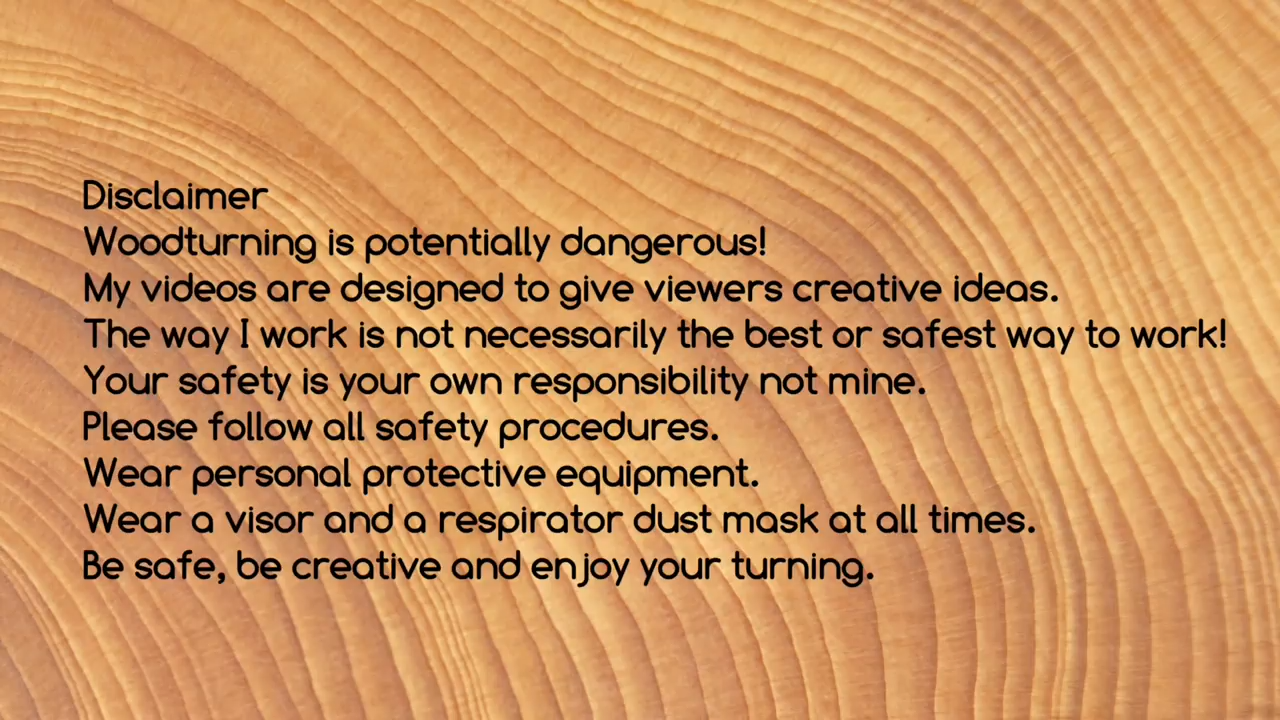 Disclaimer
Woodturning is potentially dangerous!
My videos are designed to give viewers creative ideas.
The way I work is not necessarily the best or safest way to work!
Your safety is your own responsibility not mine.
Please follow all safety procedures.
Wear personal protective equipment.
Wear a visor and a respirator dust mask at all times.
Be safe, be creative and enjoy your turning.